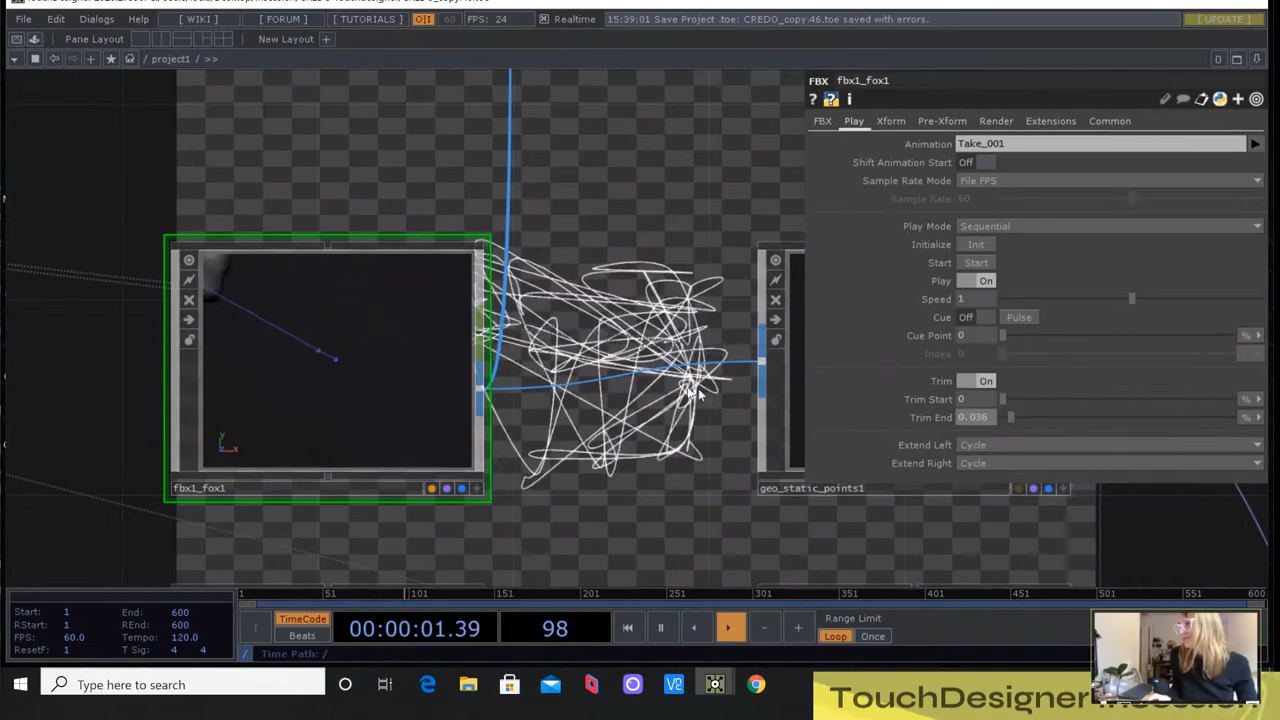 File Edit Dialogs Help [ WIKI ] [ FORUM ] [ TUTORIALS ] O|I 60 FPS: 24 Realtime 15:39:01 Save Project .toe: CREDO_copy.46.toe saved with errors. [ UPDATE ]
Pane Layout New Layout +
/ project1 / >> 0
FBX fbx1_fox1
? ? i
FBX Play Xform Pre-Xform Render Extensions Common
Animation Take_001
Shift Animation Start Off
Sample Rate Mode File FPS
Sample Rate 60
Play Mode Sequential
Initialize Init
Start Start
Play On
Speed 1
Cue Off Pulse
Cue Point 0 %
Index 0
Trim On
Trim Start 0 %
Trim End 0.036 %
Extend Left Cycle
Extend Right Cycle
y
x
fbx1_fox1
geo_static_points1
1 51 101 151 201 251 301 351 401 451 501 551 600
Start: 1 End: 600
RStart: 1 REnd: 600
FPS: 60.0 Tempo: 120.0
ResetF: 1 T Sig: 4 4
TimeCode
Beats
00:00:01.39
98
Range Limit
Loop Once
/ Time Path: /
Type here to search
TouchDesigner